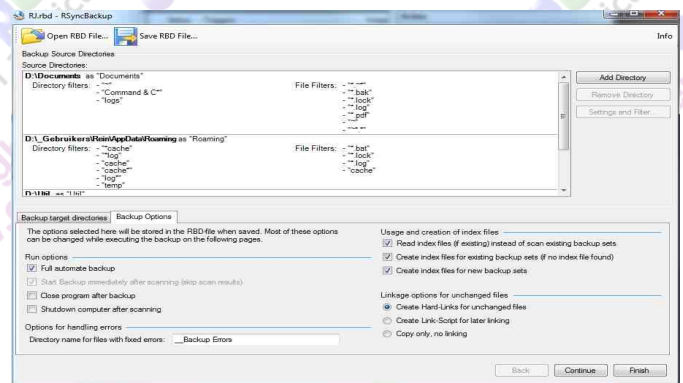 RJ.rbd - RSyncBackup
Open RBD File...
Save RBD File...
Info
Backup Source Directories
Source Directories:
D:\Documents as "Documents"
Directory filters:
- "Command & C*"
- "logs"
File Filters:
- "*.bak"
- "*.lock"
- "*.log"
- "*.pdf"
Add Directory
Remove Directory
Settings and Filter...
D:\_Gebruikers\Rein\AppData\Roaming as "Roaming"
Directory filters:
- "*cache"
- "*log"
- "cache"
- "cache*"
- "log*"
- "temp"
File Filters:
- "*.bat"
- "*.lock"
- "*.log"
- "cache"
D:\Util as "Util"
Backup target directories
Backup Options
The options selected here will be stored in the RBD-file when saved. Most of these options
can be changed while executing the backup on the following pages.
Run options
Full automate backup
Start Backup immediately after scanning (skip scan results)
Close program after backup
Shutdown computer after scanning
Options for handling errors
Directory name for files with fixed errors:
__Backup Errors
Usage and creation of index files
Read index files (if existing) instead of scan existing backup sets
Create index files for existing backup sets (if no index file found)
Create index files for new backup sets
Linkage options for unchanged files
Create Hard-Links for unchanged files
Create Link-Script for later linking
Copy only, no linking
Back
Continue
Finish